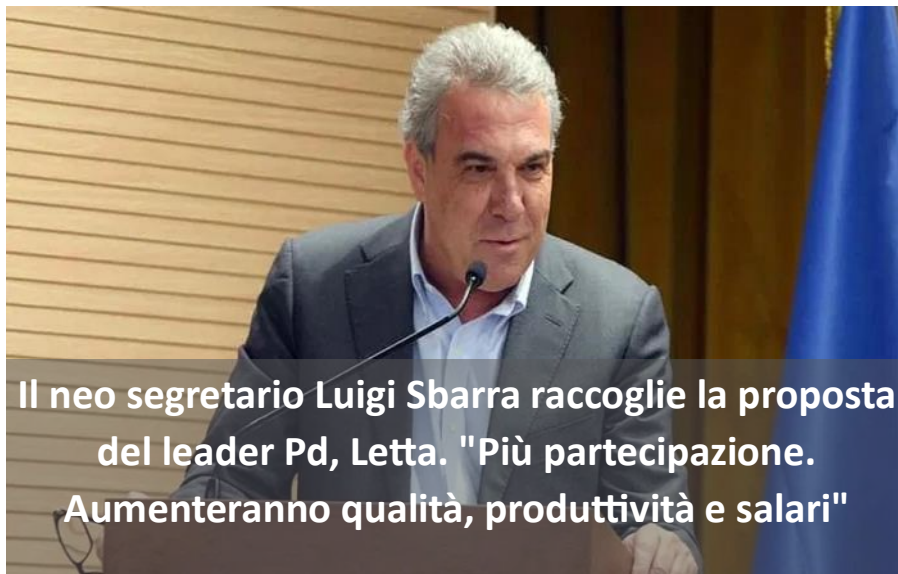 Il neo segretario Luigi Sbarra raccoglie la proposta
del leader Pd, Letta. "Più partecipazione.
Aumenteranno qualità, produttività e salari"